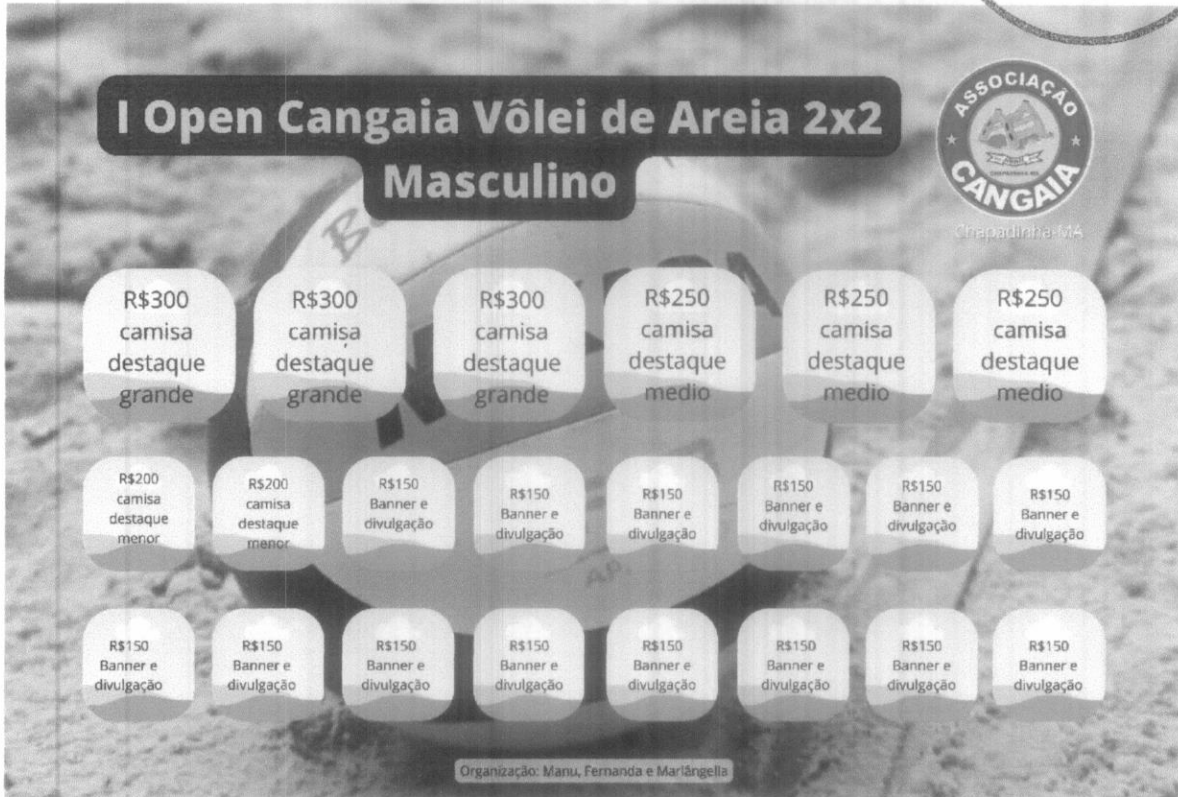 I Open Cangaia Vôlei de Areia 2x2
Masculino
ASSOCIAÇÃO
CANGAIA
Chapadinha-MA
R$300
camisa
destaque
grande
R$300
camisa
destaque
grande
R$300
camisa
destaque
grande
R$250
camisa
destaque
medio
R$250
camisa
destaque
medio
R$250
camisa
destaque
medio
R$200
camisa
destaque
menor
R$200
camisa
destaque
menor
R$150
Banner e
divulgação
R$150
Banner e
divulgação
R$150
Banner e
divulgação
R$150
Banner e
divulgação
R$150
Banner e
divulgação
R$150
Banner e
divulgação
R$150
Banner e
divulgação
R$150
Banner e
divulgação
R$150
Banner e
divulgação
R$150
Banner e
divulgação
R$150
Banner e
divulgação
R$150
Banner e
divulgação
R$150
Banner e
divulgação
R$150
Banner e
divulgação
Organização: Manu, Fernanda e Mariângella